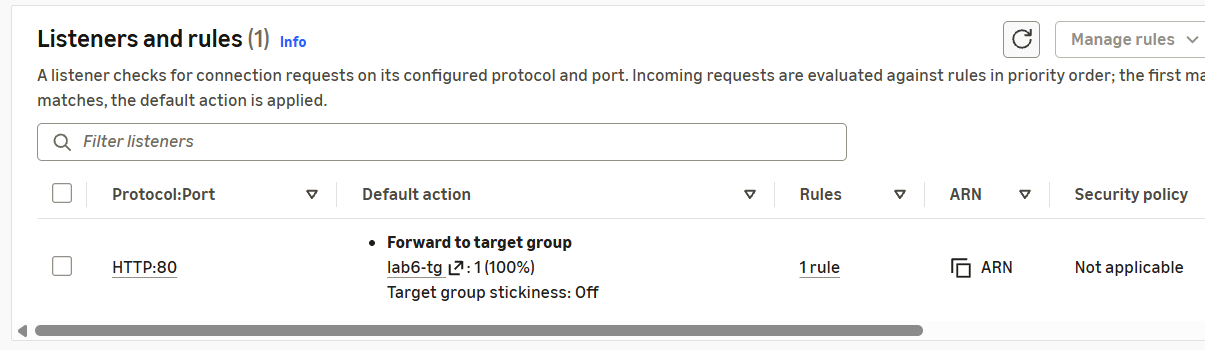 Listeners and rules (1) Info
Manage rules
A listener checks for connection requests on its configured protocol and port. Incoming requests are evaluated against rules in priority order; the first
matches, the default action is applied.
Filter listeners
Protocol:Port Default action Rules ARN Security policy
Forward to target group
HTTP:80 lab6-tg : 1 (100%) 1 rule ARN Not applicable
Target group stickiness: Off